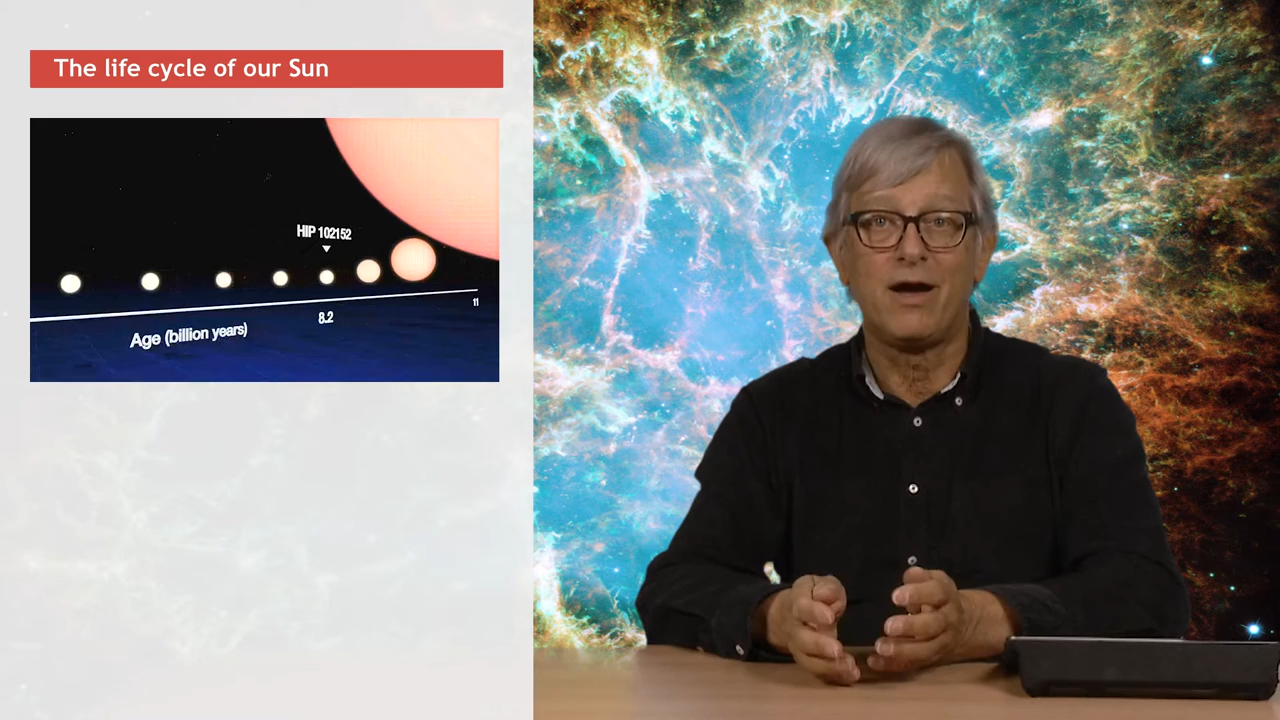 The life cycle of our Sun
HIP 102152
11
8.2
Age (billion years)